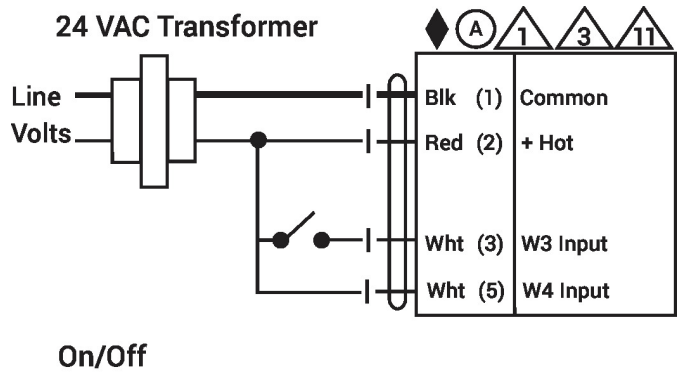 24 VAC Transformer
A 1 3 11
Line
Volts
Blk (1) Common
Red (2) + Hot
Wht (3) W3 Input
Wht (5) W4 Input
On/Off